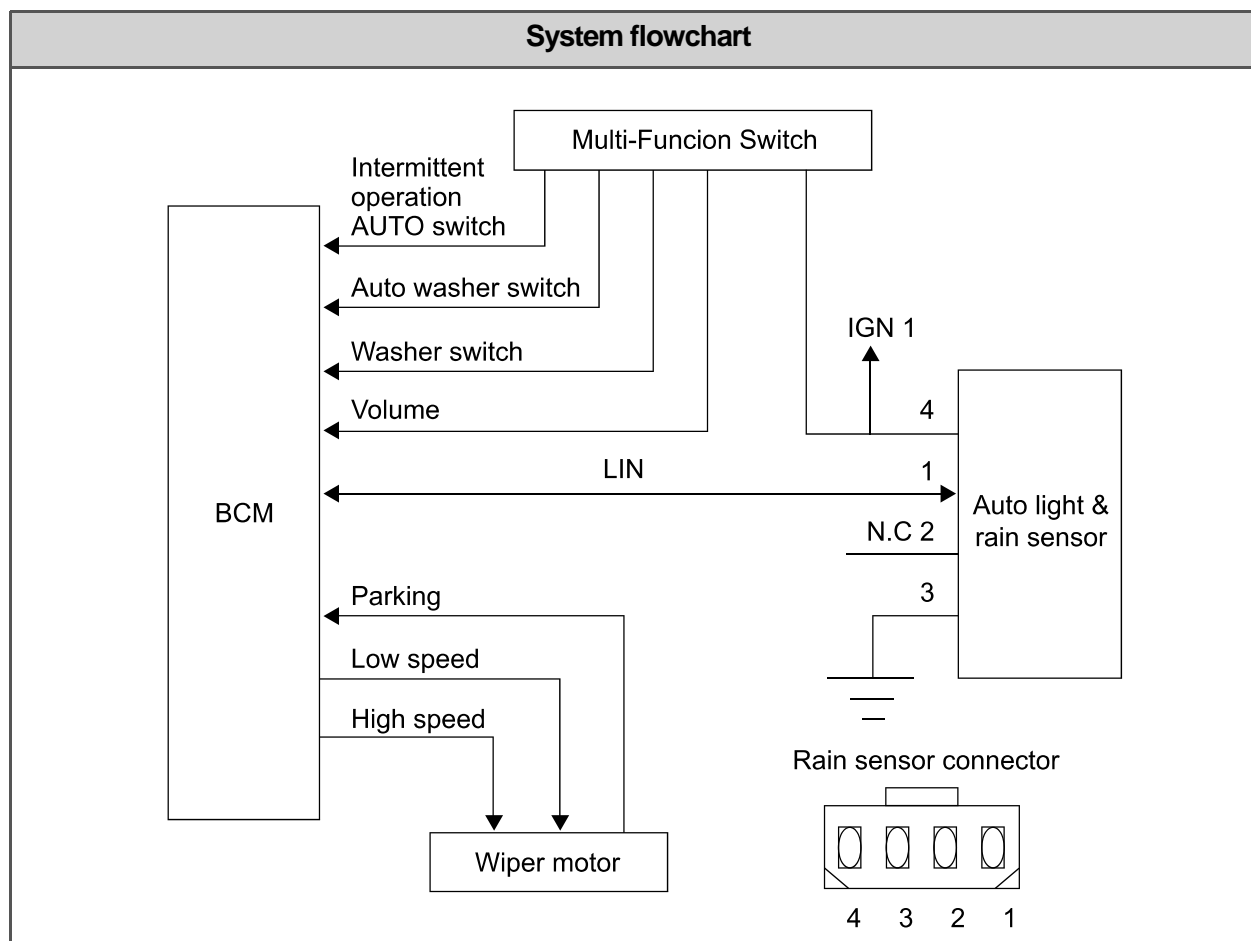 System flowchart
Multi-Funcion Switch
Intermittent
operation
AUTO switch
Auto washer switch
Washer switch
Volume
IGN 1
4
LIN
1
BCM
Auto light &
rain sensor
N.C 2
3
Parking
Low speed
High speed
Wiper motor
Rain sensor connector
4 3 2 1